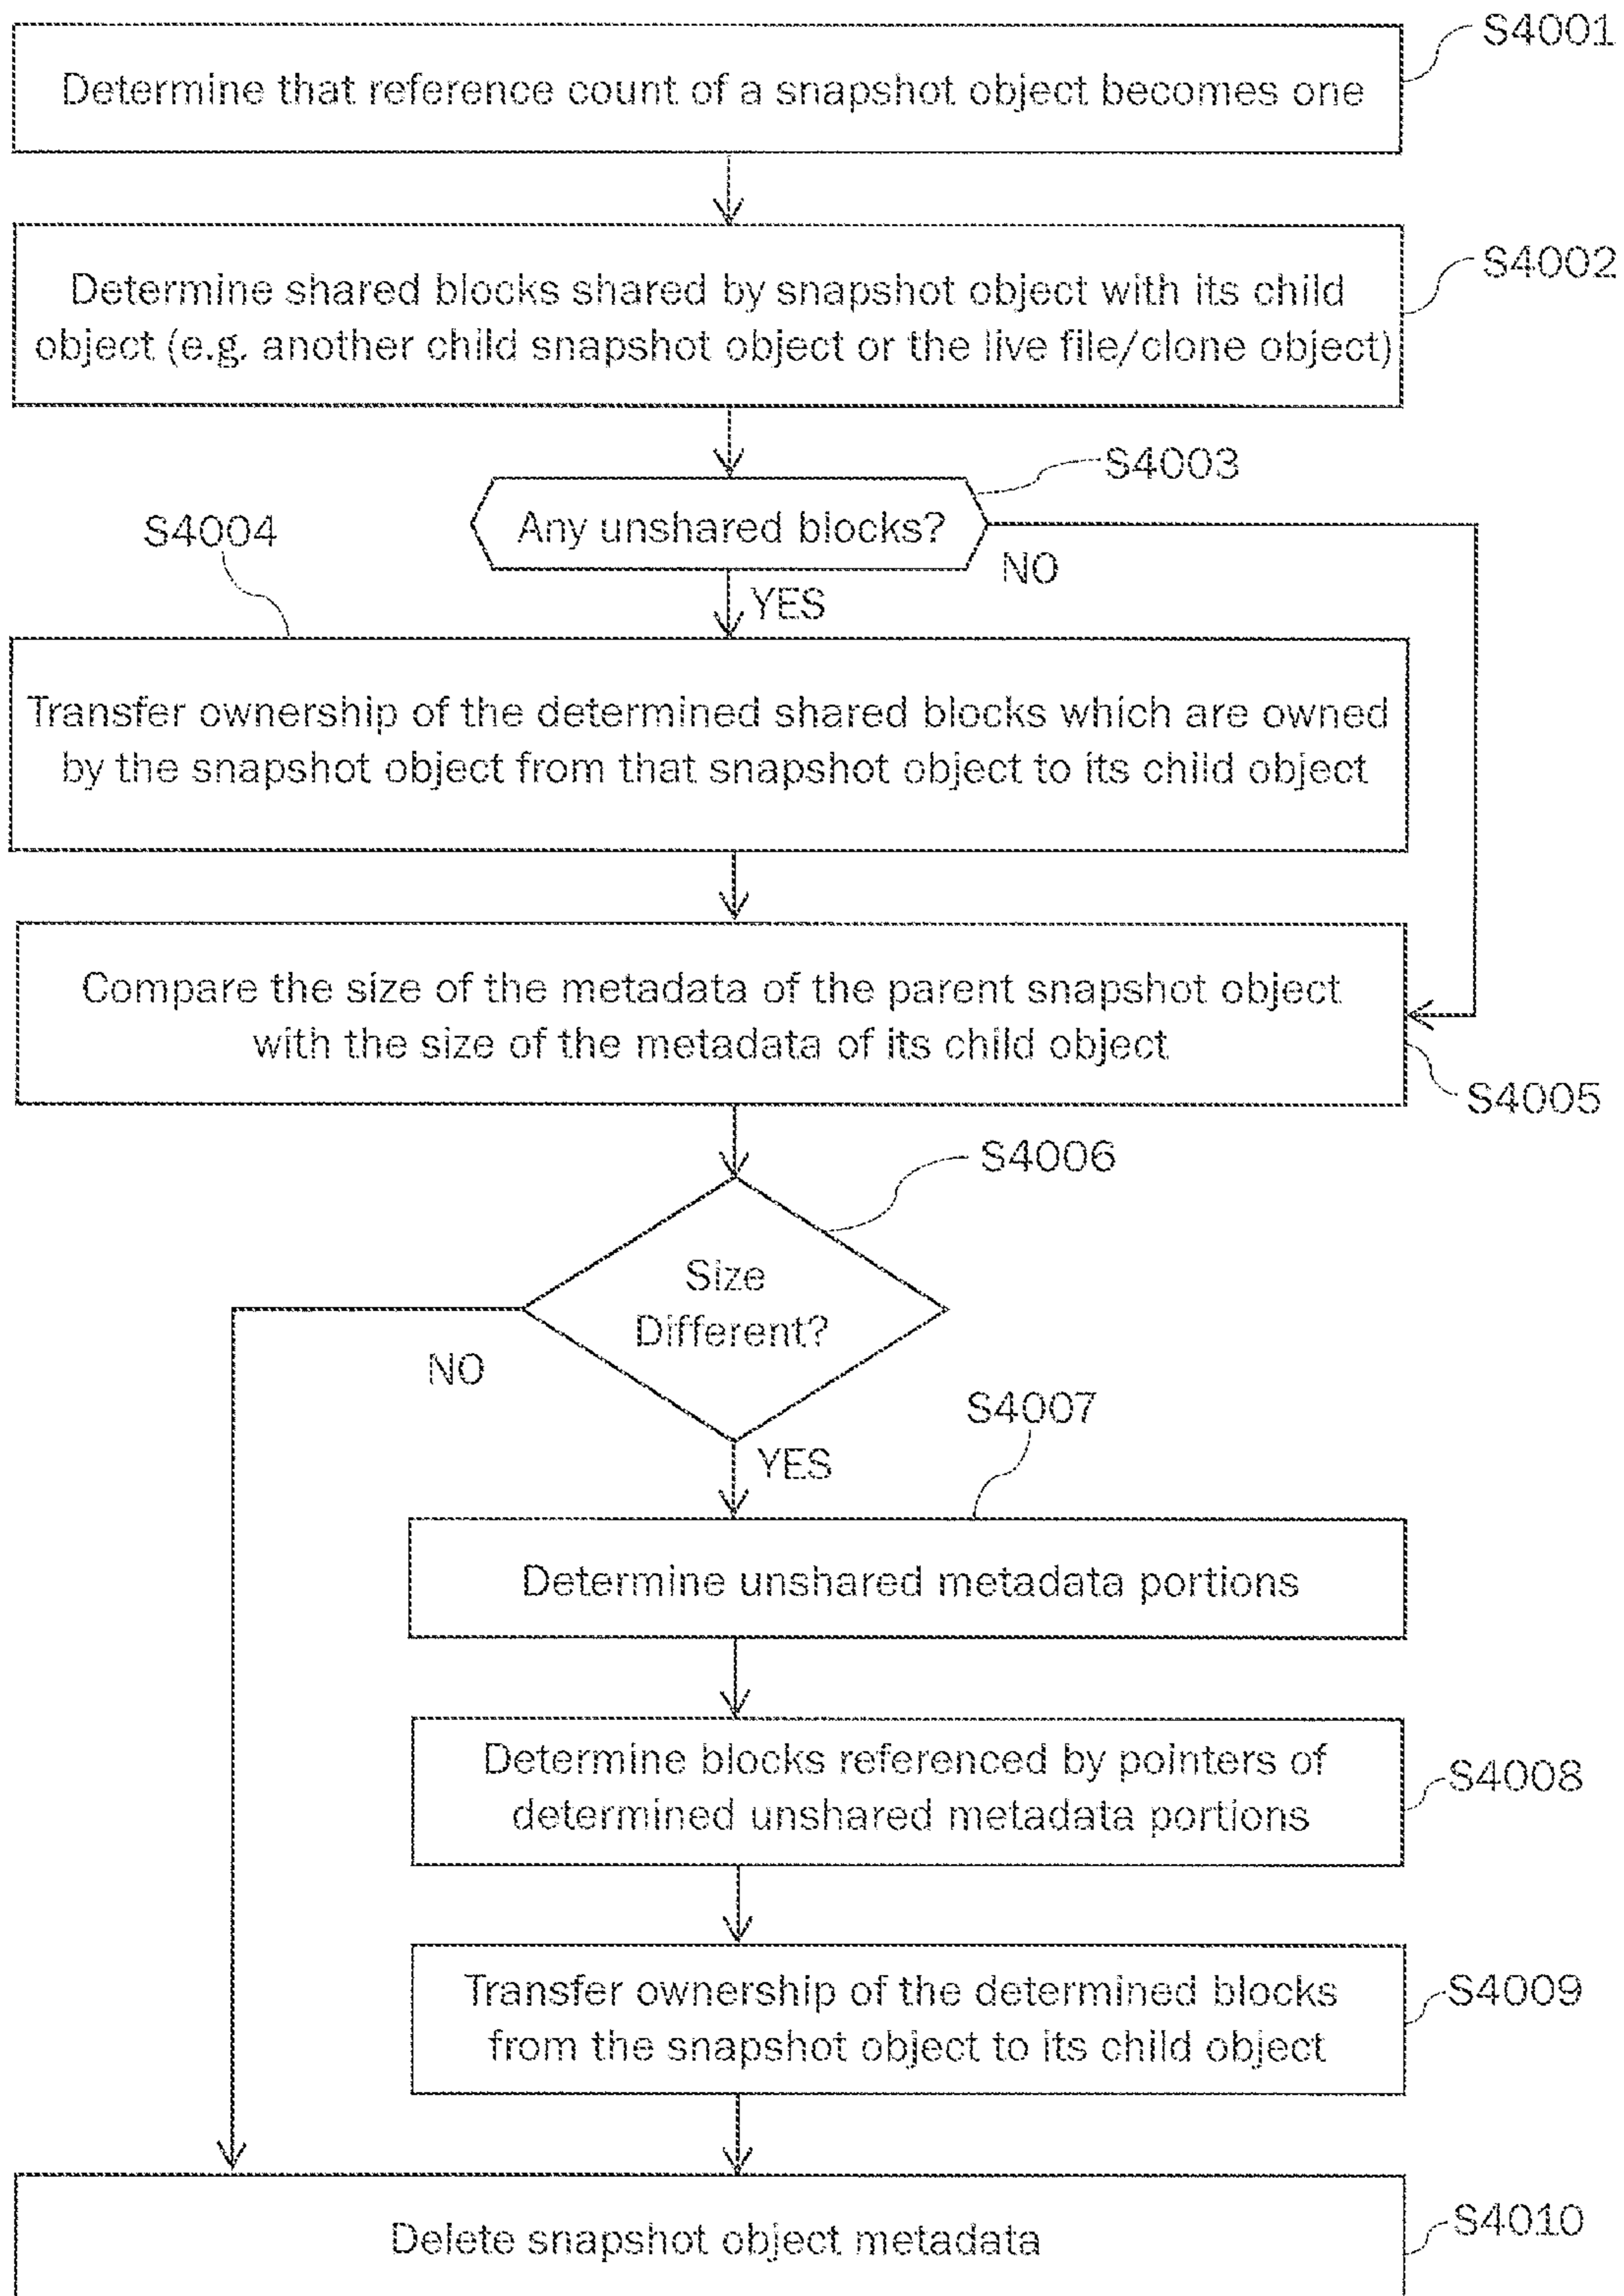 S4001
Determine that reference count of a snapshot object becomes one
S4002
Determine shared blocks shared by snapshot object with its child
object (e.g. another child snapshot object or the live file/clone object)
S4003
Any unshared blocks?
NO
S4004
YES
Transfer ownership of the determined shared blocks which are owned
by the snapshot object from that snapshot object to its child object
Compare the size of the metadata of the parent snapshot object
with the size of the metadata of its child object
S4005
S4006
Size
Different?
NO
S4007
YES
Determine unshared metadata portions
Determine blocks referenced by pointers of
determined unshared metadata portions
S4008
Transfer ownership of the determined blocks
from the snapshot object to its child object
S4009
Delete snapshot object metadata
S4010